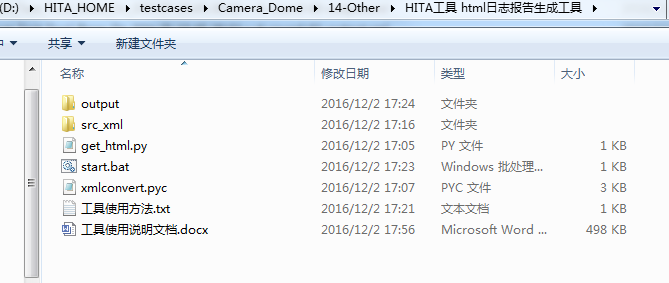 (D:) ▸ HITA_HOME ▸ testcases ▸ Camera_Dome ▸ 14-Other ▸ HITA工具 html日志报告生成工具 ▸
共享 新建文件夹
名称 修改日期 类型 大小
output 2016/12/2 17:24 文件夹
src_xml 2016/12/2 17:16 文件夹
get_html.py 2016/12/2 17:05 PY 文件 1 KB
start.bat 2016/12/2 17:23 Windows 批处理... 1 KB
xmlconvert.pyc 2016/12/2 17:07 PYC 文件 3 KB
工具使用方法.txt 2016/12/2 17:21 文本文档 1 KB
工具使用说明文档.docx 2016/12/2 17:56 Microsoft Word ... 498 KB